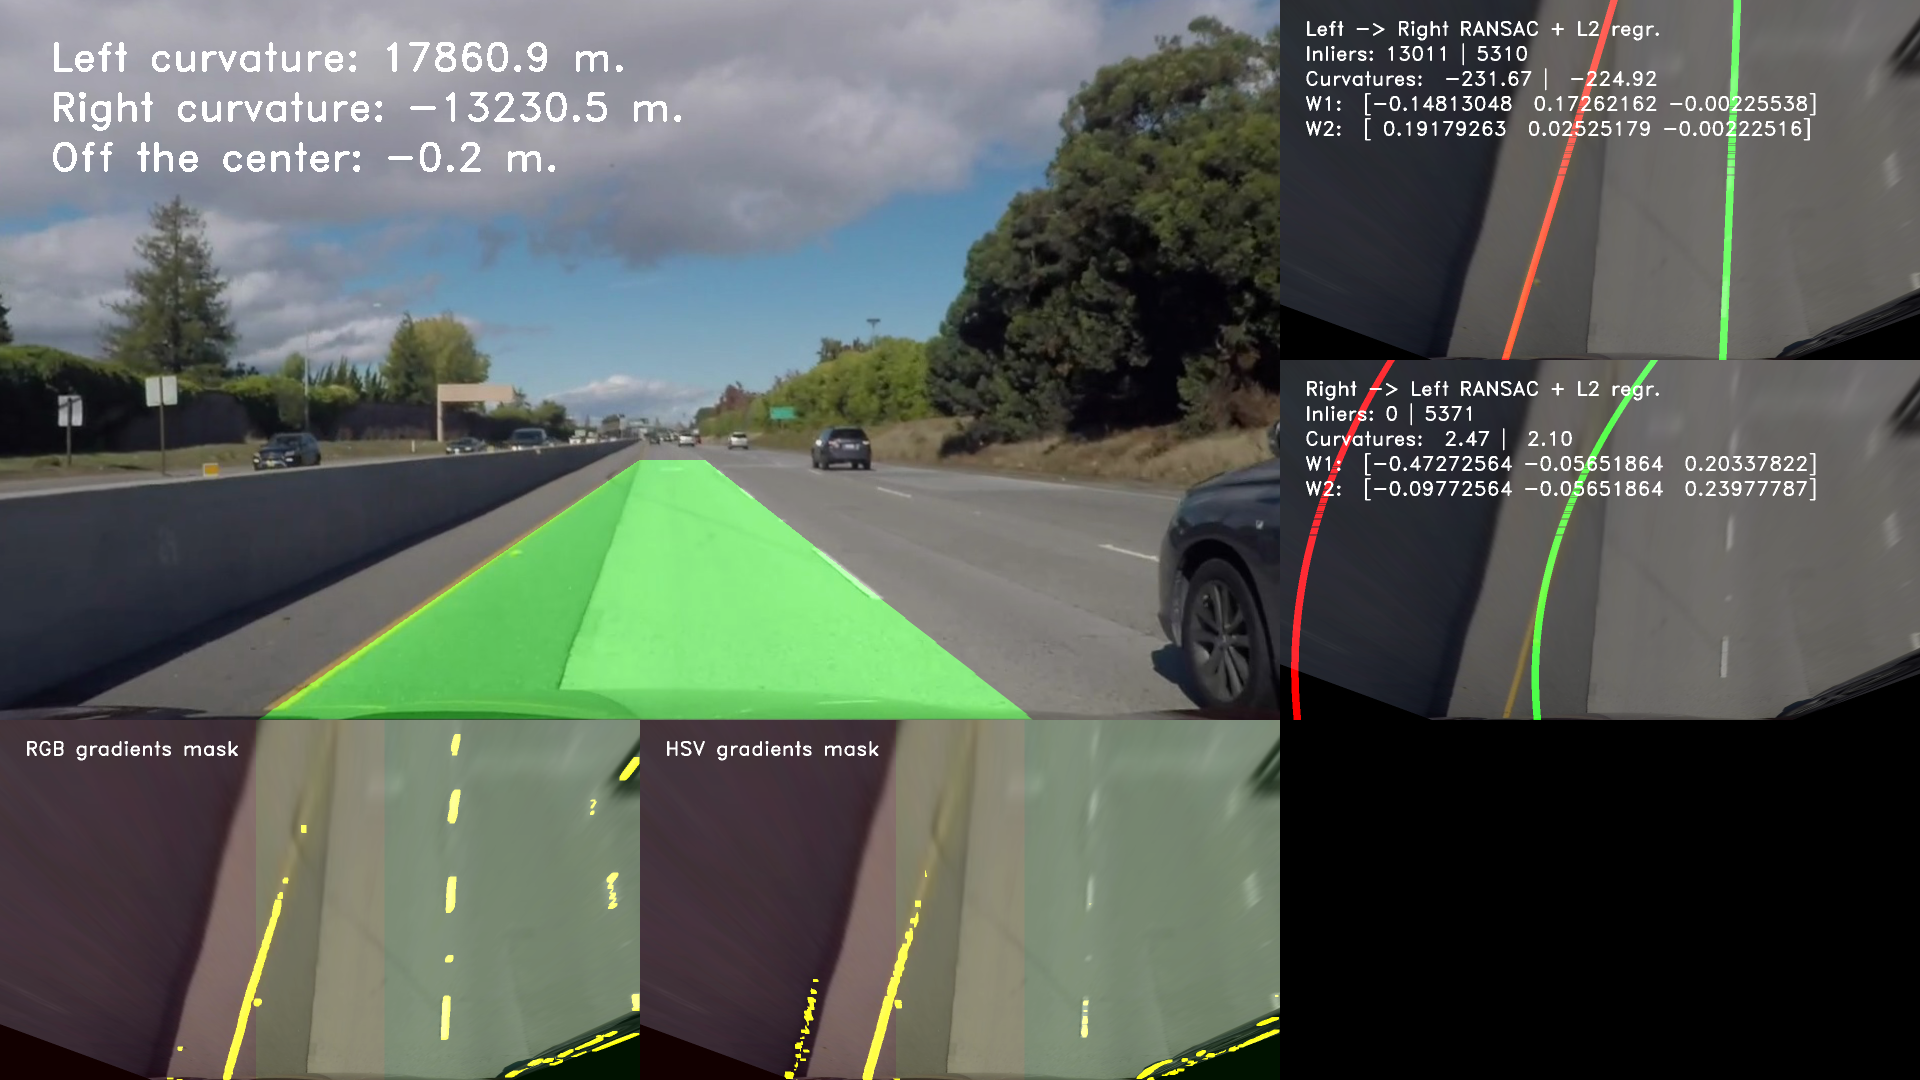 Left curvature: 17860.9 m.
Right curvature: -13230.5 m.
Off the center: -0.2 m.
Left -> Right RANSAC + L2 regr.
Inliers: 13011 | 5310
Curvatures: -231.67 | -224.92
W1: [-0.14813048 0.17262162 -0.00225538]
W2: [ 0.19179263 0.02525179 -0.00222516]
Right -> Left RANSAC + L2 regr.
Inliers: 0 | 5371
Curvatures: 2.47 | 2.10
W1: [-0.47272564 -0.05651864 0.20337822]
W2: [-0.09772564 -0.05651864 0.23977787]
RGB gradients mask
HSV gradients mask